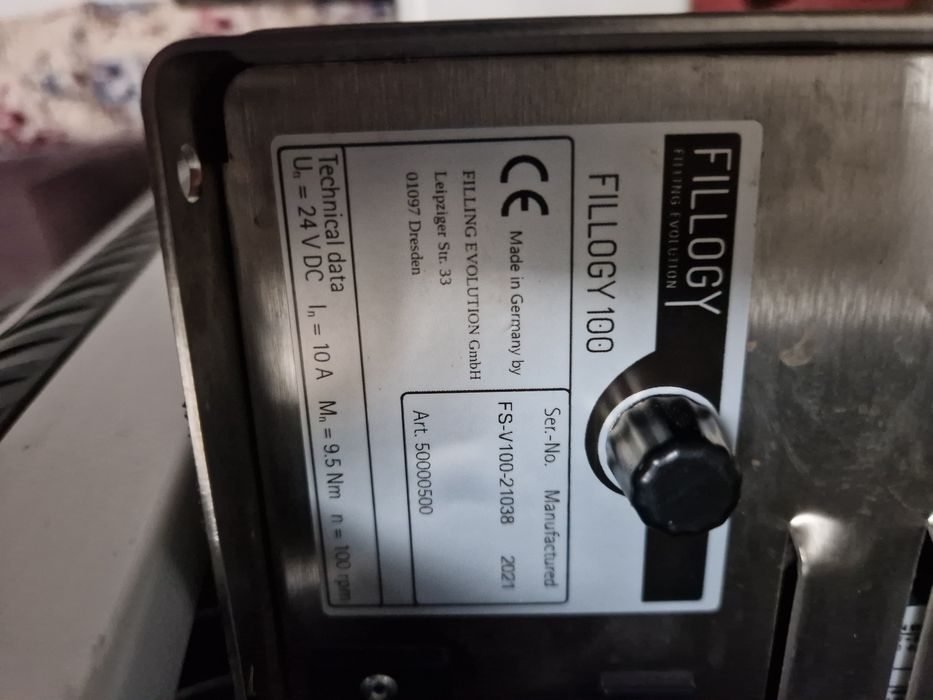 FILLOGY
FILLING EVOLUTION
FILLOGY 100
CE Made in Germany by
FILLING EVOLUTION GmbH
Leipziger Str. 33
01097 Dresden
Ser.-No. Manufactured
FS-V100-21038 2021
Art. 50000500
Technical data
Un = 24 V DC In = 10 A Mn = 9.5 Nm n = 100 rpm